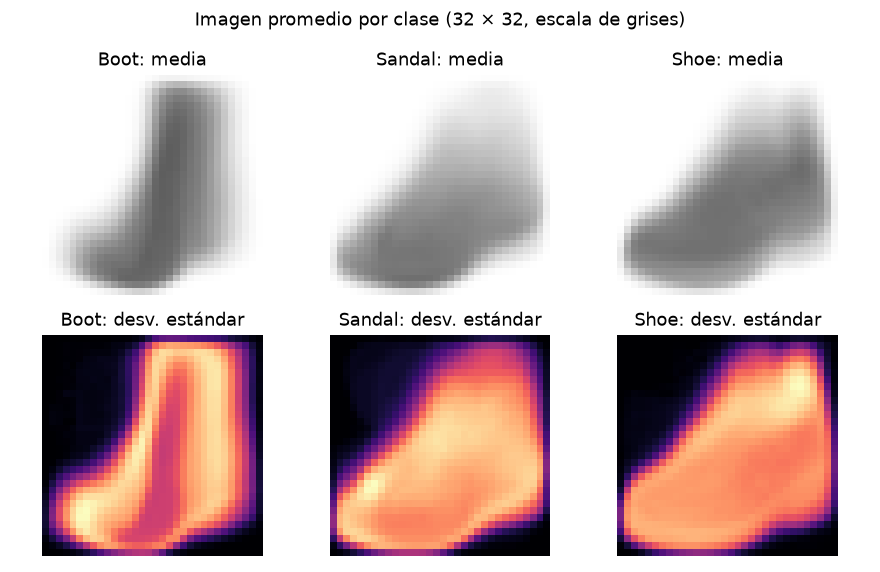 Imagen promedio por clase (32 × 32, escala de grises)
Boot: media
Sandal: media
Shoe: media
Boot: desv. estándar
Sandal: desv. estándar
Shoe: desv. estándar